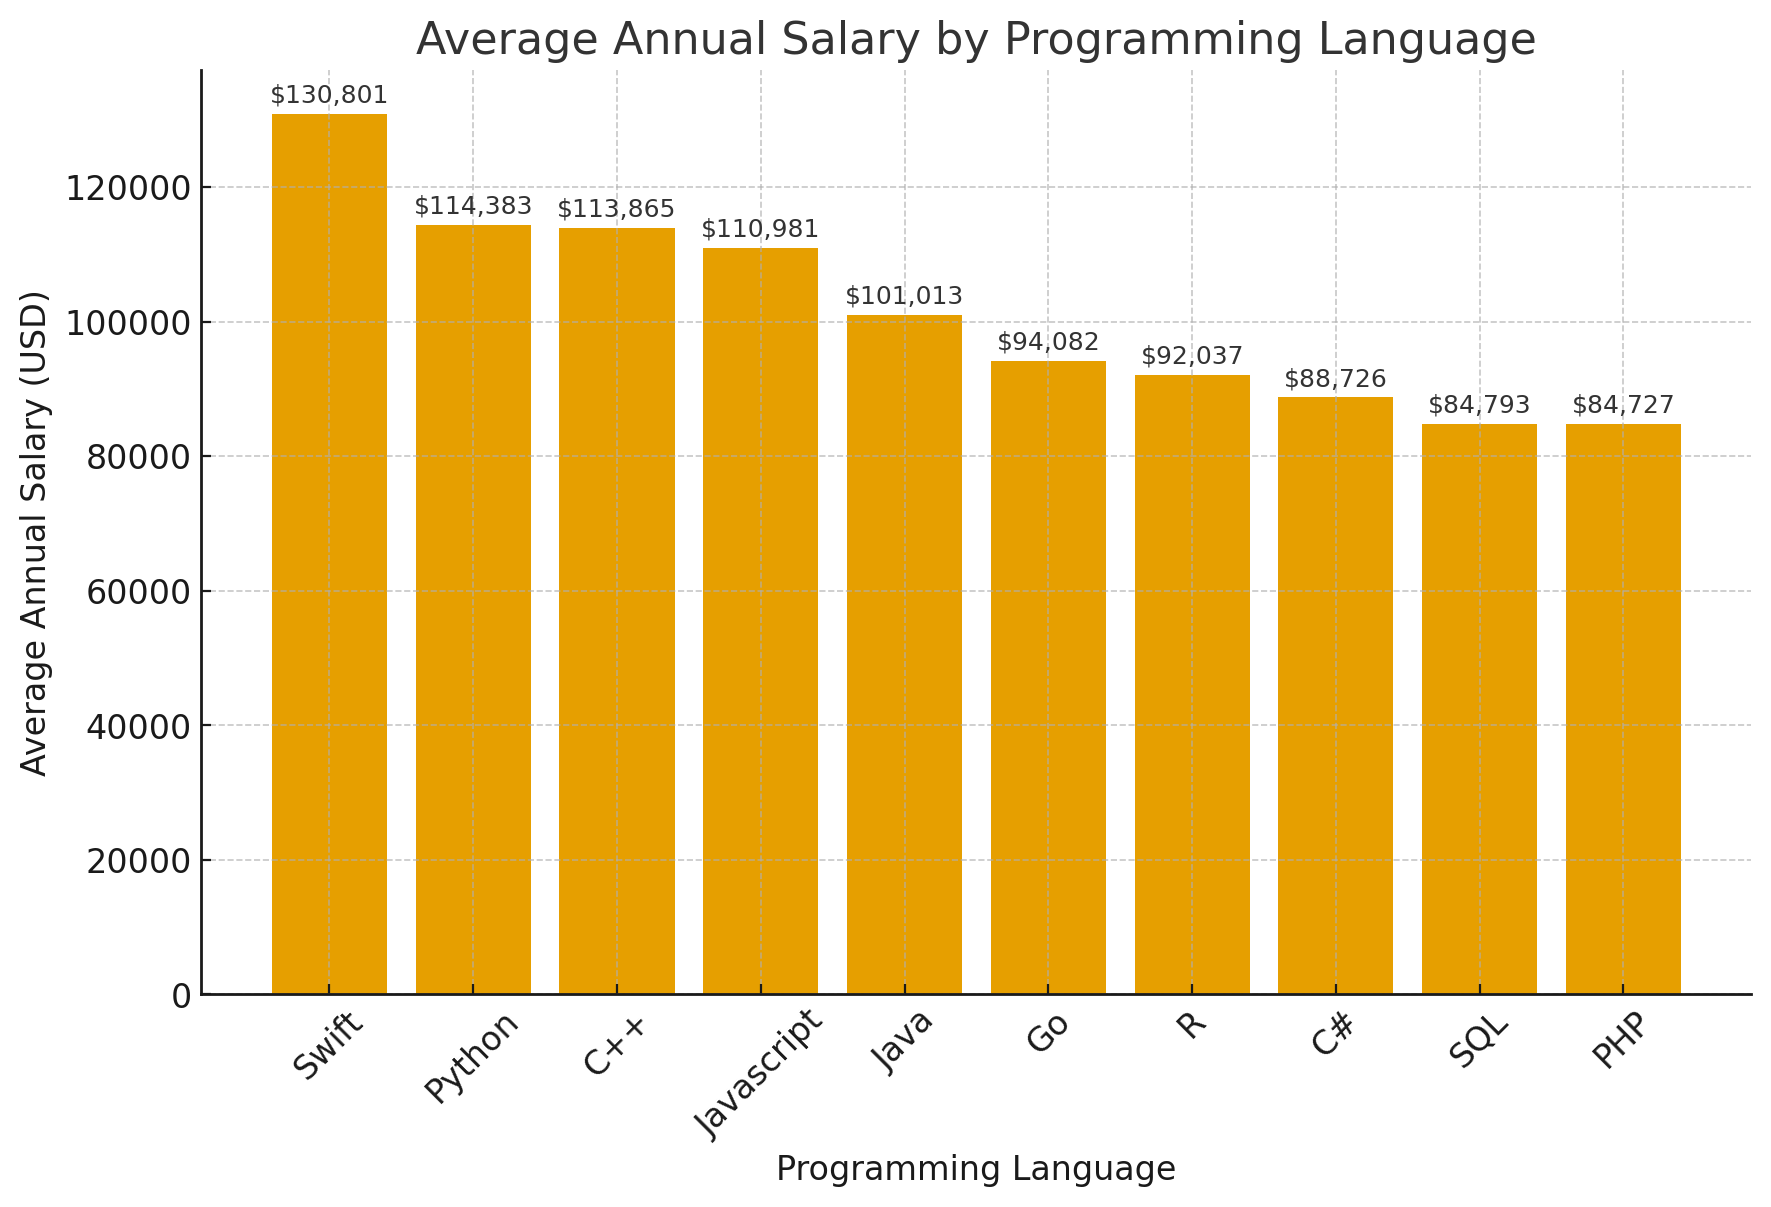 Average Annual Salary by Programming Language
$130,801
$114,383
$113,865
$110,981
$101,013
$94,082
$92,037
$88,726
$84,793
$84,727
Average Annual Salary (USD)
120000
100000
80000
60000
40000
20000
0
Swift
Python
C++
Javascript
Java
Go
R
C#
SQL
PHP
Programming Language